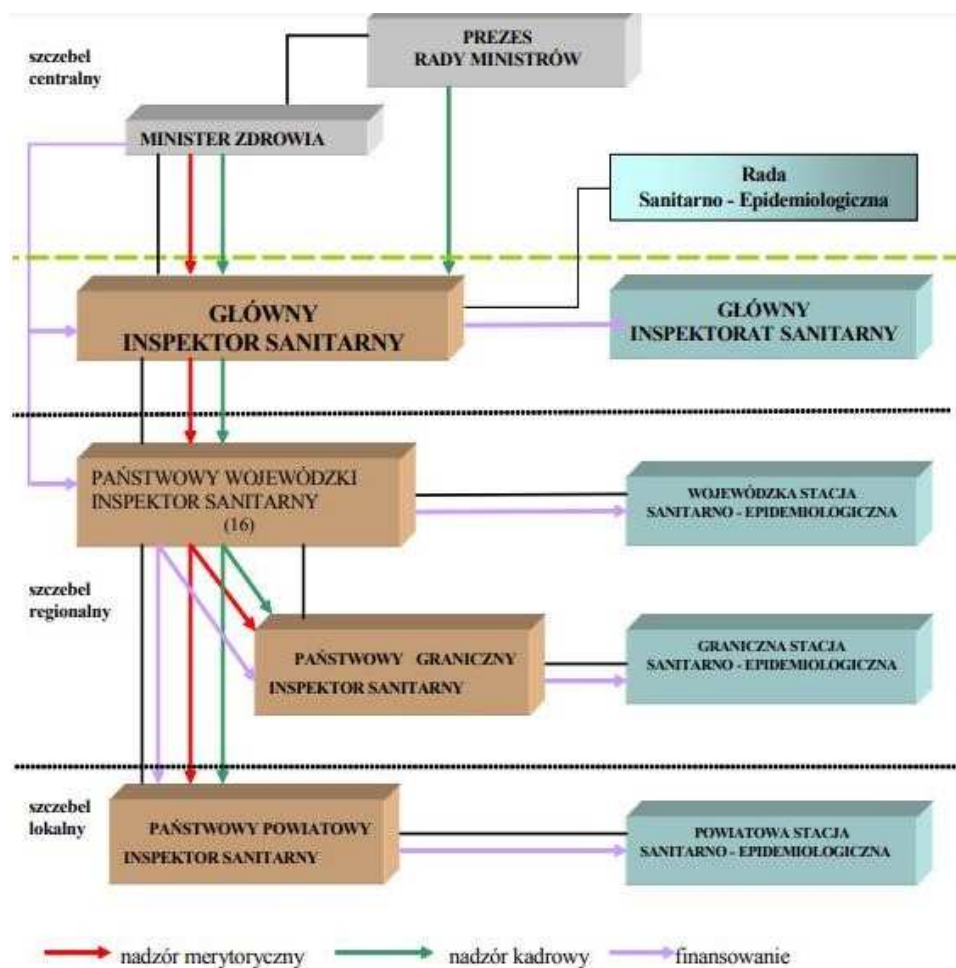 PREZES
RADY MINISTRÓW
szczebel
centralny
MINISTER ZDROWIA
Rada
Sanitarno - Epidemiologiczna
GŁÓWNY
INSPEKTOR SANITARNY
GŁÓWNY
INSPEKTORAT SANITARNY
PAŃSTWOWY WOJEWÓDZKI
INSPEKTOR SANITARNY
(16)
WOJEWÓDZKA STACJA
SANITARNO - EPIDEMIOLOGICZNA
szczebel
regionalny
PAŃSTWOWY GRANICZNY
INSPEKTOR SANITARNY
GRANICZNA STACJA
SANITARNO - EPIDEMIOLOGICZNA
szczebel
lokalny
PAŃSTWOWY POWIATOWY
INSPEKTOR SANITARNY
POWIATOWA STACJA
SANITARNO - EPIDEMIOLOGICZNA
nadzór merytoryczny nadzór kadrowy finansowanie